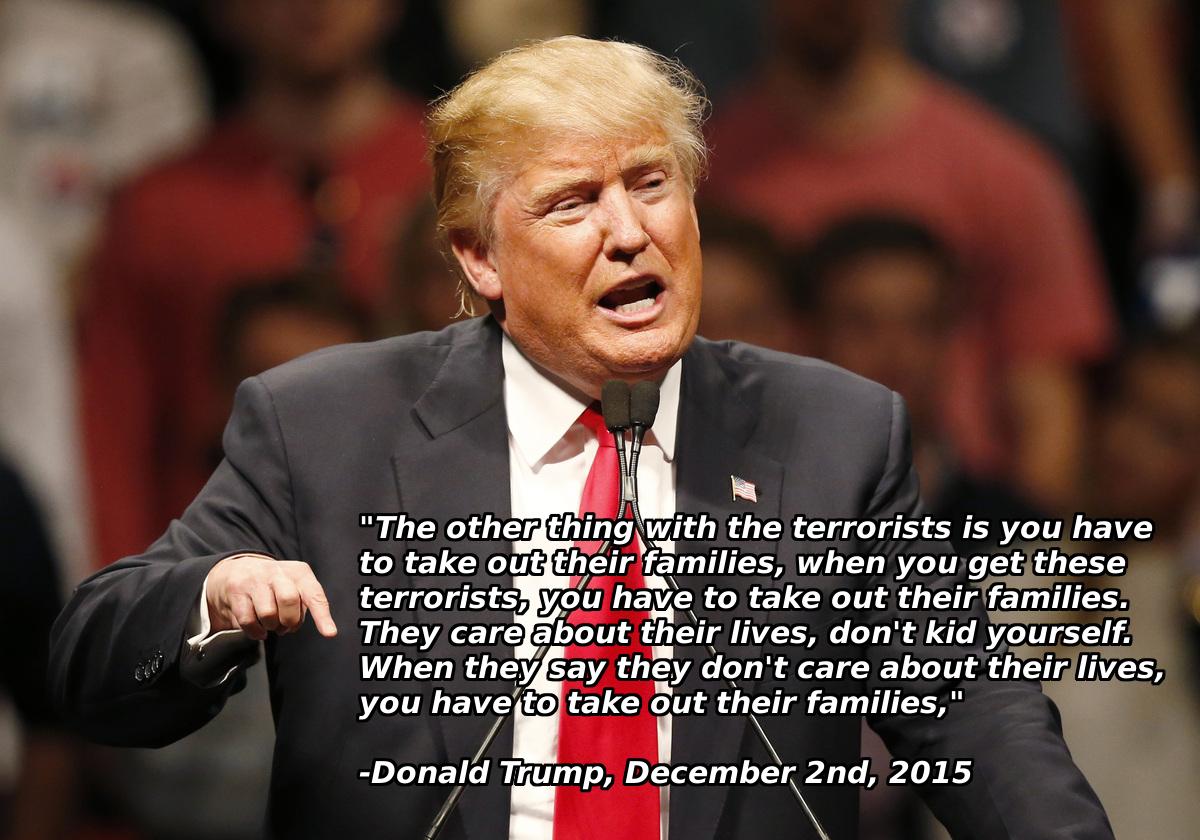 "The other thing with the terrorists is you have
to take out their families, when you get these
terrorists, you have to take out their families.
They care about their lives, don't kid yourself.
When they say they don't care about their lives,
you have to take out their families,"
-Donald Trump, December 2nd, 2015